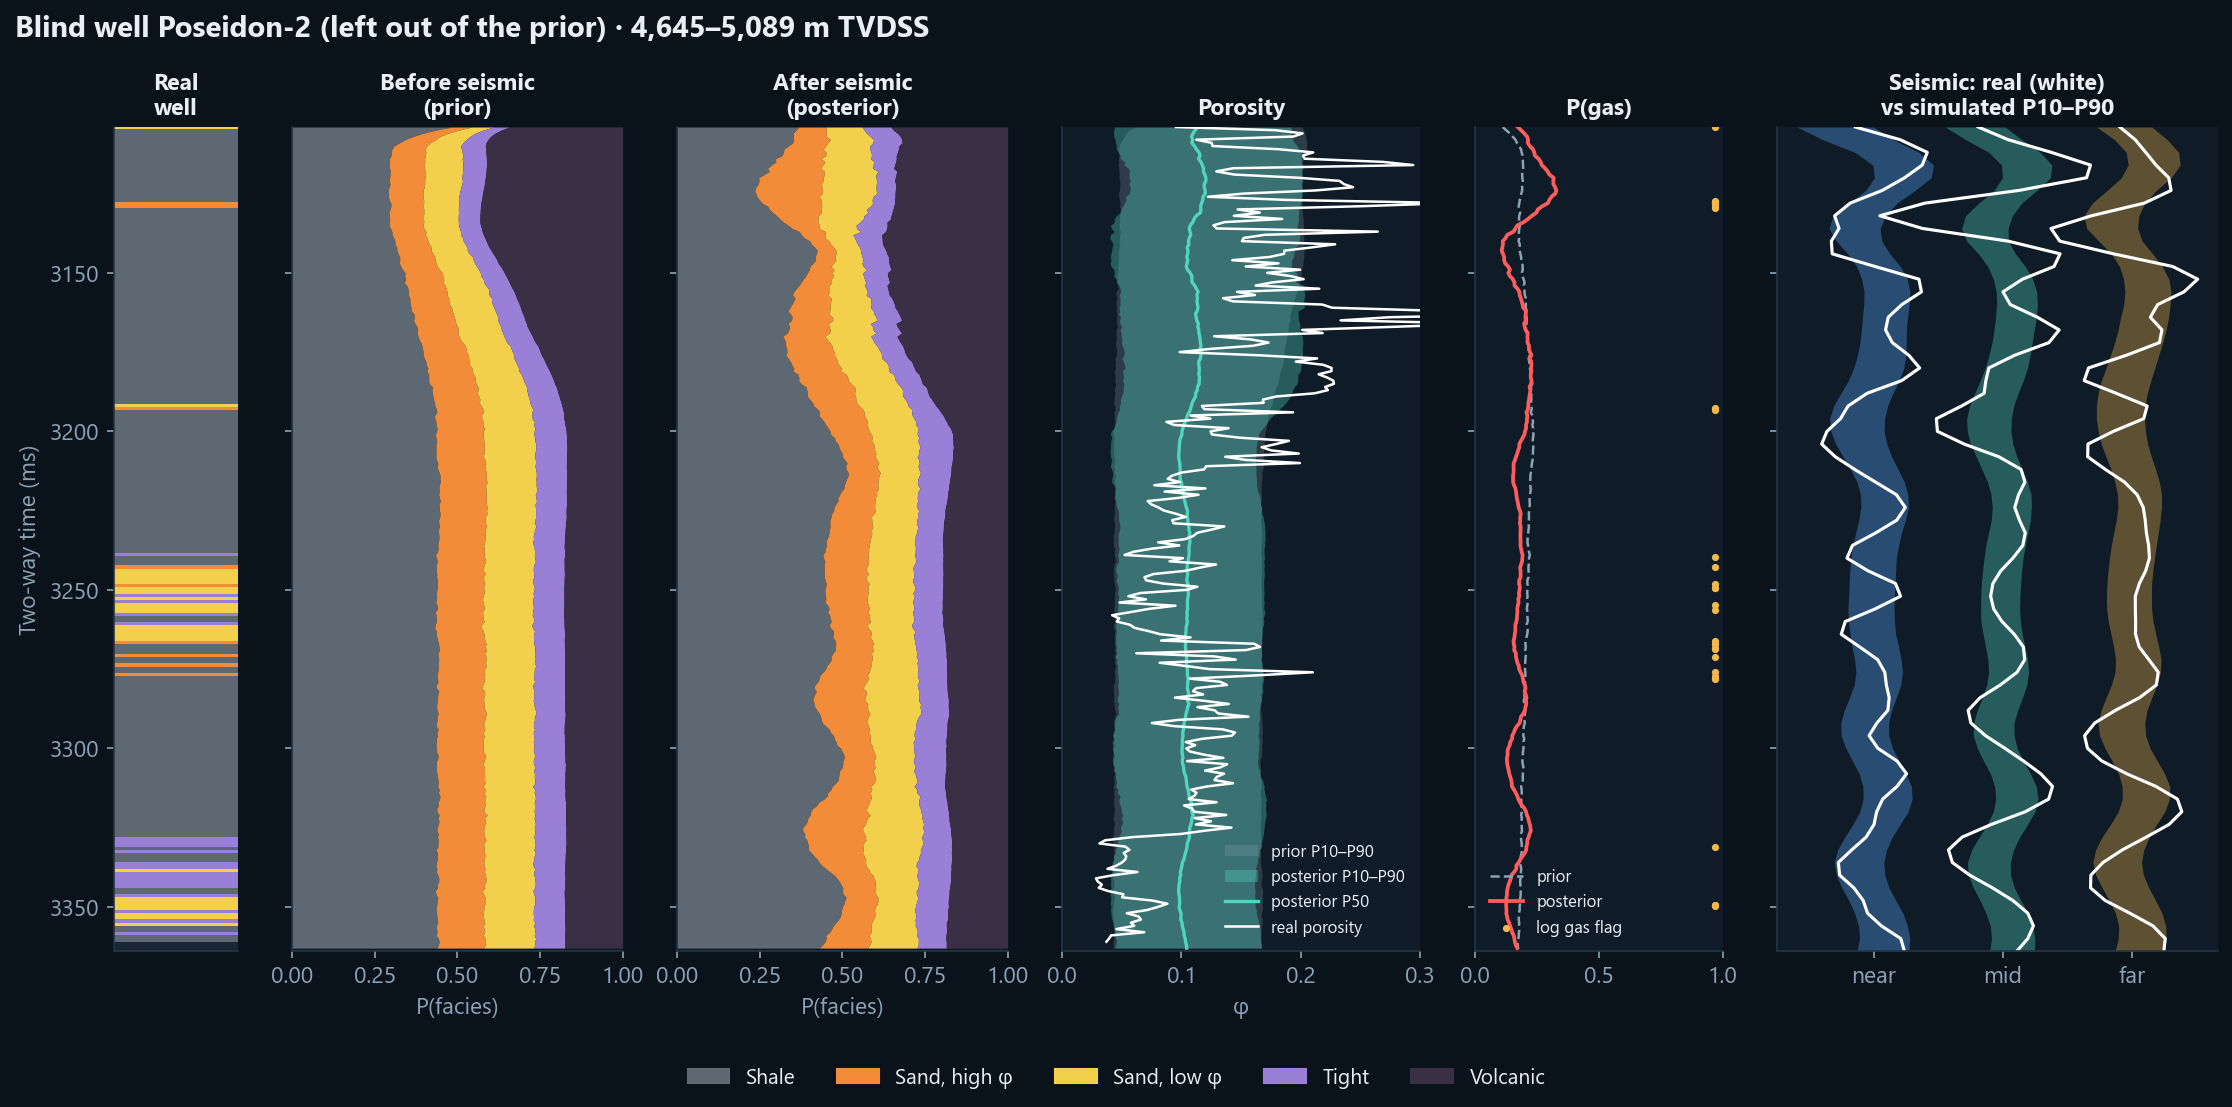 Blind well Poseidon-2 (left out of the prior) · 4,645–5,089 m TVDSS
Real
well
Before seismic
(prior)
After seismic
(posterior)
Porosity
P(gas)
Seismic: real (white)
vs simulated P10–P90
Two-way time (ms)
3150
3200
3250
3300
3350
0.00 0.25 0.50 0.75 1.00
P(facies)
0.00 0.25 0.50 0.75 1.00
P(facies)
prior P10–P90
posterior P10–P90
posterior P50
real porosity
0.0 0.1 0.2 0.3
φ
prior
posterior
log gas flag
0.0 0.5 1.0
near mid far
Shale Sand, high φ Sand, low φ Tight Volcanic